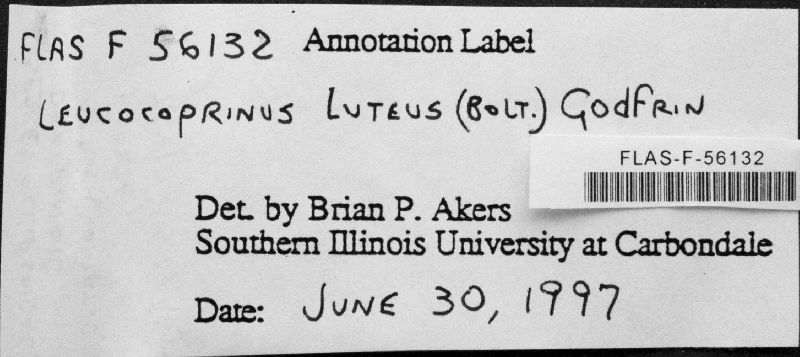 FLAS F 56132 Annotation Label
LEUCOCOPRINUS LUTEUS (BOLT.) GODFRIN
FLAS-F-56132
Det. by Brian P. Akers
Southern Illinois University at Carbondale
Date: JUNE 30, 1997